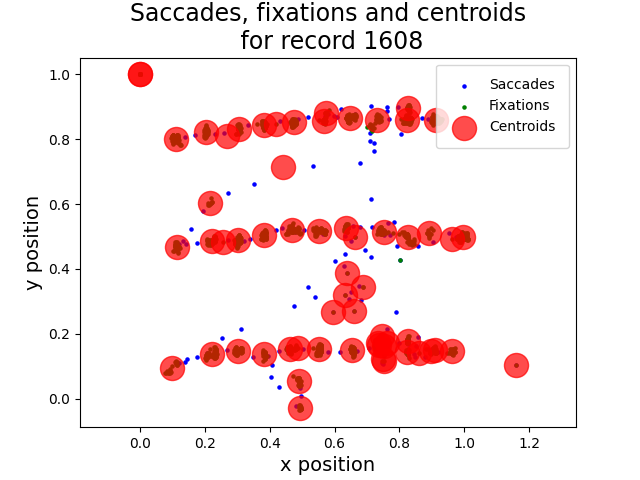 Saccades, fixations and centroids
for record 1608
Saccades
Fixations
Centroids
1.0
0.8
0.6
0.4
0.2
0.0
y position
0.0 0.2 0.4 0.6 0.8 1.0 1.2
x position